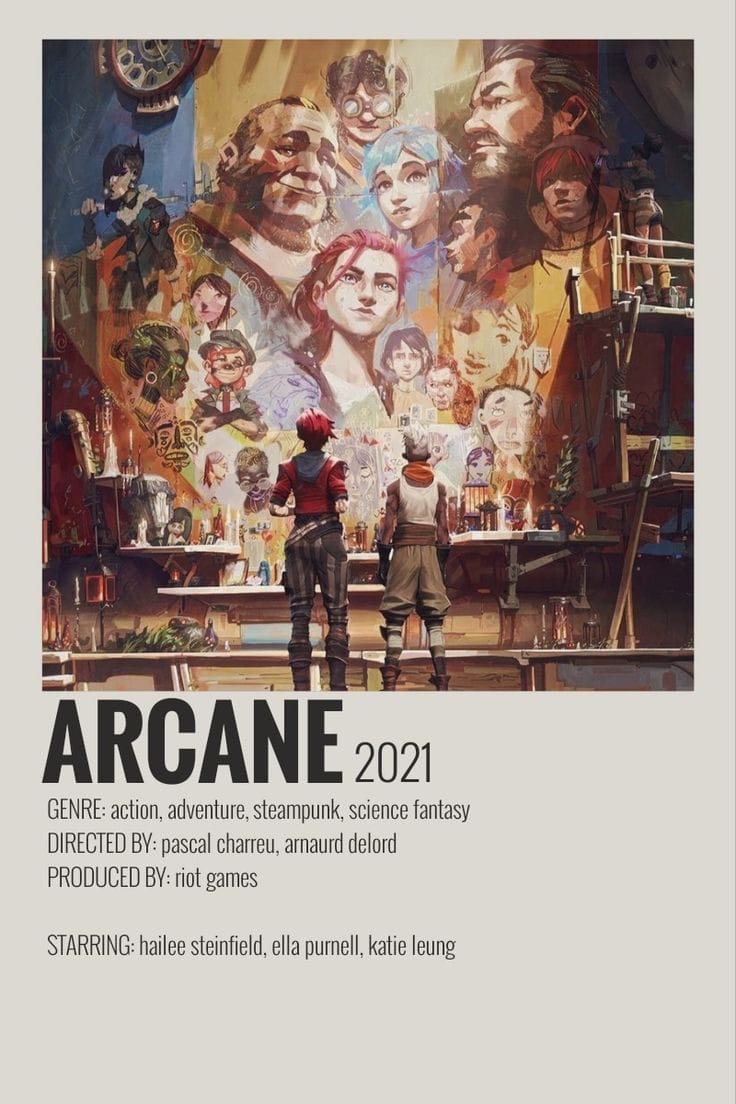 ARCANE 2021
GENRE: action, adventure, steampunk, science fantasy
DIRECTED BY: pascal charreu, arnaurd delord
PRODUCED BY: riot games
STARRING: hailee steinfield, ella purnell, katie leung